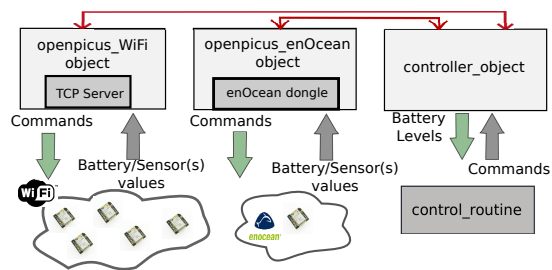 openpicus_WiFi
object
TCP Server
openpicus_enOcean
object
enOcean dongle
controller_object
Commands
Battery/Sensor(s)
values
Commands
Battery/Sensor(s)
values
Battery
Levels
Commands
WiFi
enocean
control_routine